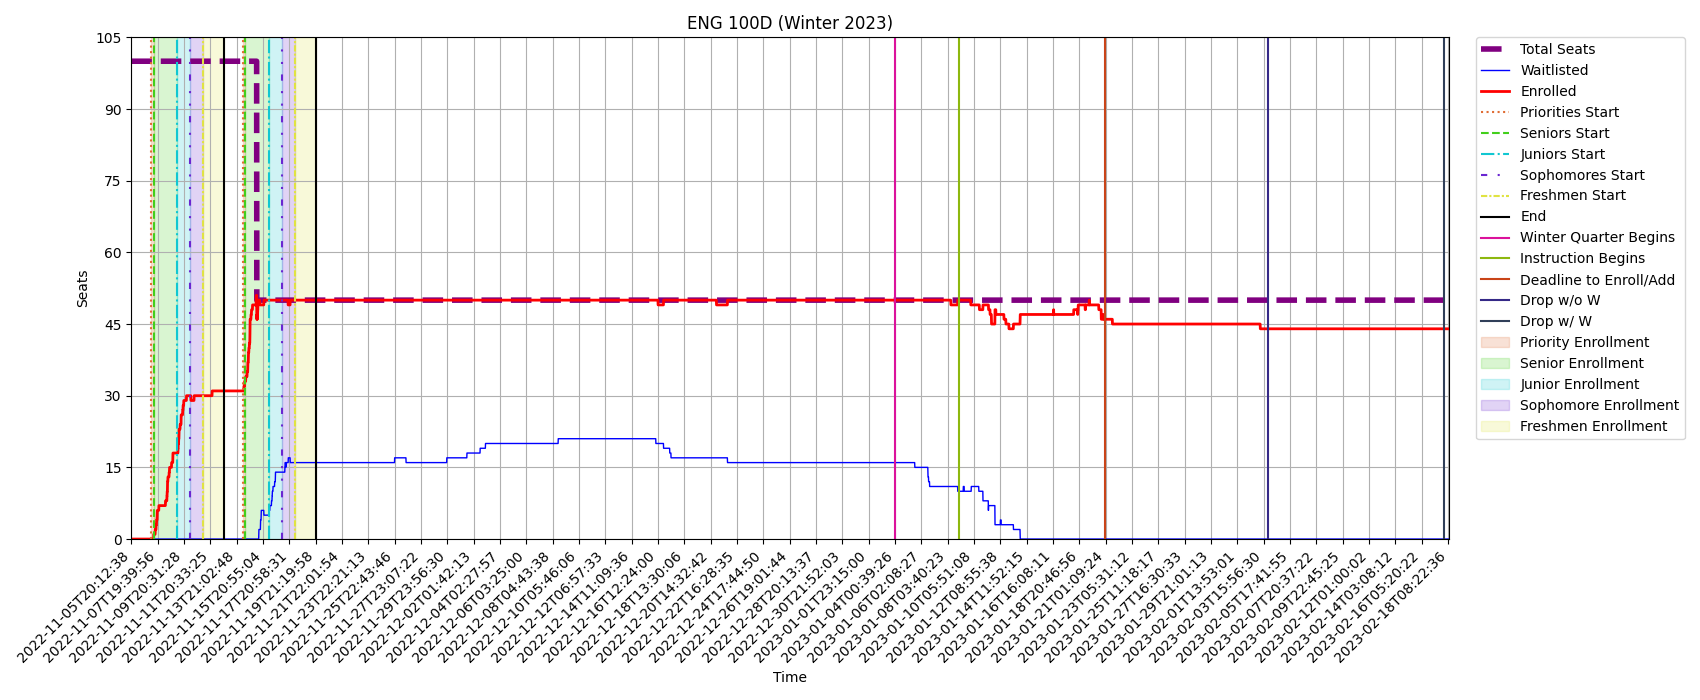 ENG 100D (Winter 2023)
105
90
75
60
45
30
15
0
Seats
2022-11-05T20:12:38
2022-11-07T19:39:56
2022-11-09T20:31:28
2022-11-11T20:33:25
2022-11-13T21:02:48
2022-11-15T20:55:04
2022-11-17T20:58:31
2022-11-19T21:19:58
2022-11-21T22:01:54
2022-11-23T22:21:13
2022-11-25T22:43:46
2022-11-27T23:07:22
2022-11-29T23:56:30
2022-12-02T01:42:13
2022-12-04T02:27:57
2022-12-06T03:25:00
2022-12-08T04:43:38
2022-12-10T05:46:06
2022-12-12T06:57:33
2022-12-14T11:09:36
2022-12-16T12:24:00
2022-12-18T13:30:06
2022-12-20T14:32:42
2022-12-22T16:28:35
2022-12-24T17:44:50
2022-12-26T19:01:44
2022-12-28T20:13:37
2022-12-30T21:52:03
2023-01-01T23:15:00
2023-01-04T00:39:26
2023-01-06T02:08:27
2023-01-08T03:40:23
2023-01-10T05:51:08
2023-01-12T08:55:38
2023-01-14T11:52:15
2023-01-16T16:08:11
2023-01-18T20:46:56
2023-01-21T01:09:24
2023-01-23T05:31:12
2023-01-25T11:18:17
2023-01-27T16:30:33
2023-01-29T21:01:13
2023-02-01T13:53:01
2023-02-03T15:56:30
2023-02-05T17:41:55
2023-02-07T20:37:22
2023-02-09T22:45:25
2023-02-12T01:00:02
2023-02-14T03:08:12
2023-02-16T05:20:22
2023-02-18T08:22:36
Time
Total Seats
Waitlisted
Enrolled
Priorities Start
Seniors Start
Juniors Start
Sophomores Start
Freshmen Start
End
Winter Quarter Begins
Instruction Begins
Deadline to Enroll/Add
Drop w/o W
Drop w/ W
Priority Enrollment
Senior Enrollment
Junior Enrollment
Sophomore Enrollment
Freshmen Enrollment